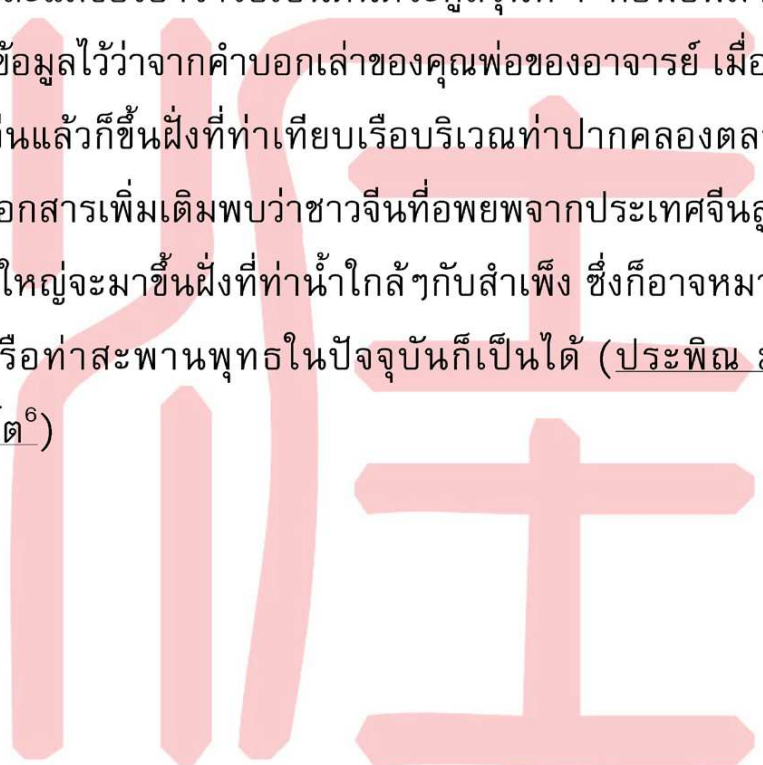 ข้อมูลไว้ว่าจากคำบอกเล่าของคุณพ่อของอาจารย์ เมื่อ
แล้วก็ขึ้นฝั่งที่ท่าเทียบเรือบริเวณท่าปากคลองตลา
อกสารเพิ่มเติมพบว่าชาวจีนที่อพยพจากประเทศจีน
ใหญ่จะมาขึ้นฝั่งที่ท่าน้ำใกล้ๆกับสำเพ็ง ซึ่งก็อาจหมา
รือท่าสะพานพุทธในปัจจุบันก็เป็นได้ (ประพิณ
ต⁶)